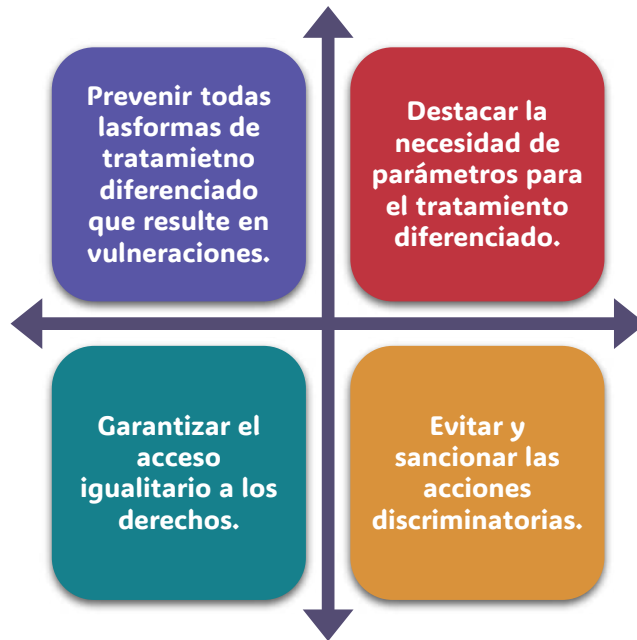 Prevenir todas
lasformas de
tratamietno
diferenciado
que resulte en
vulneraciones.
Destacar la
necesidad de
parámetros para
el tratamiento
diferenciado.
Garantizar el
acceso
igualitario a los
derechos.
Evitar y
sancionar las
acciones
discriminatorias.